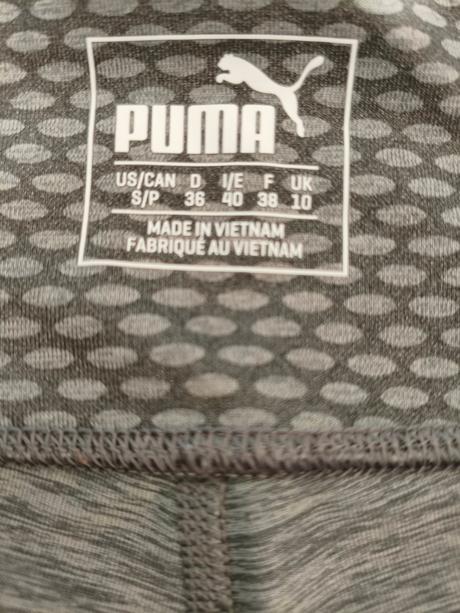 PUMA
US/CAN D I/E F UK
S/P 36 40 38 10
MADE IN VIETNAM
FABRIQUÉ AU VIETNAM